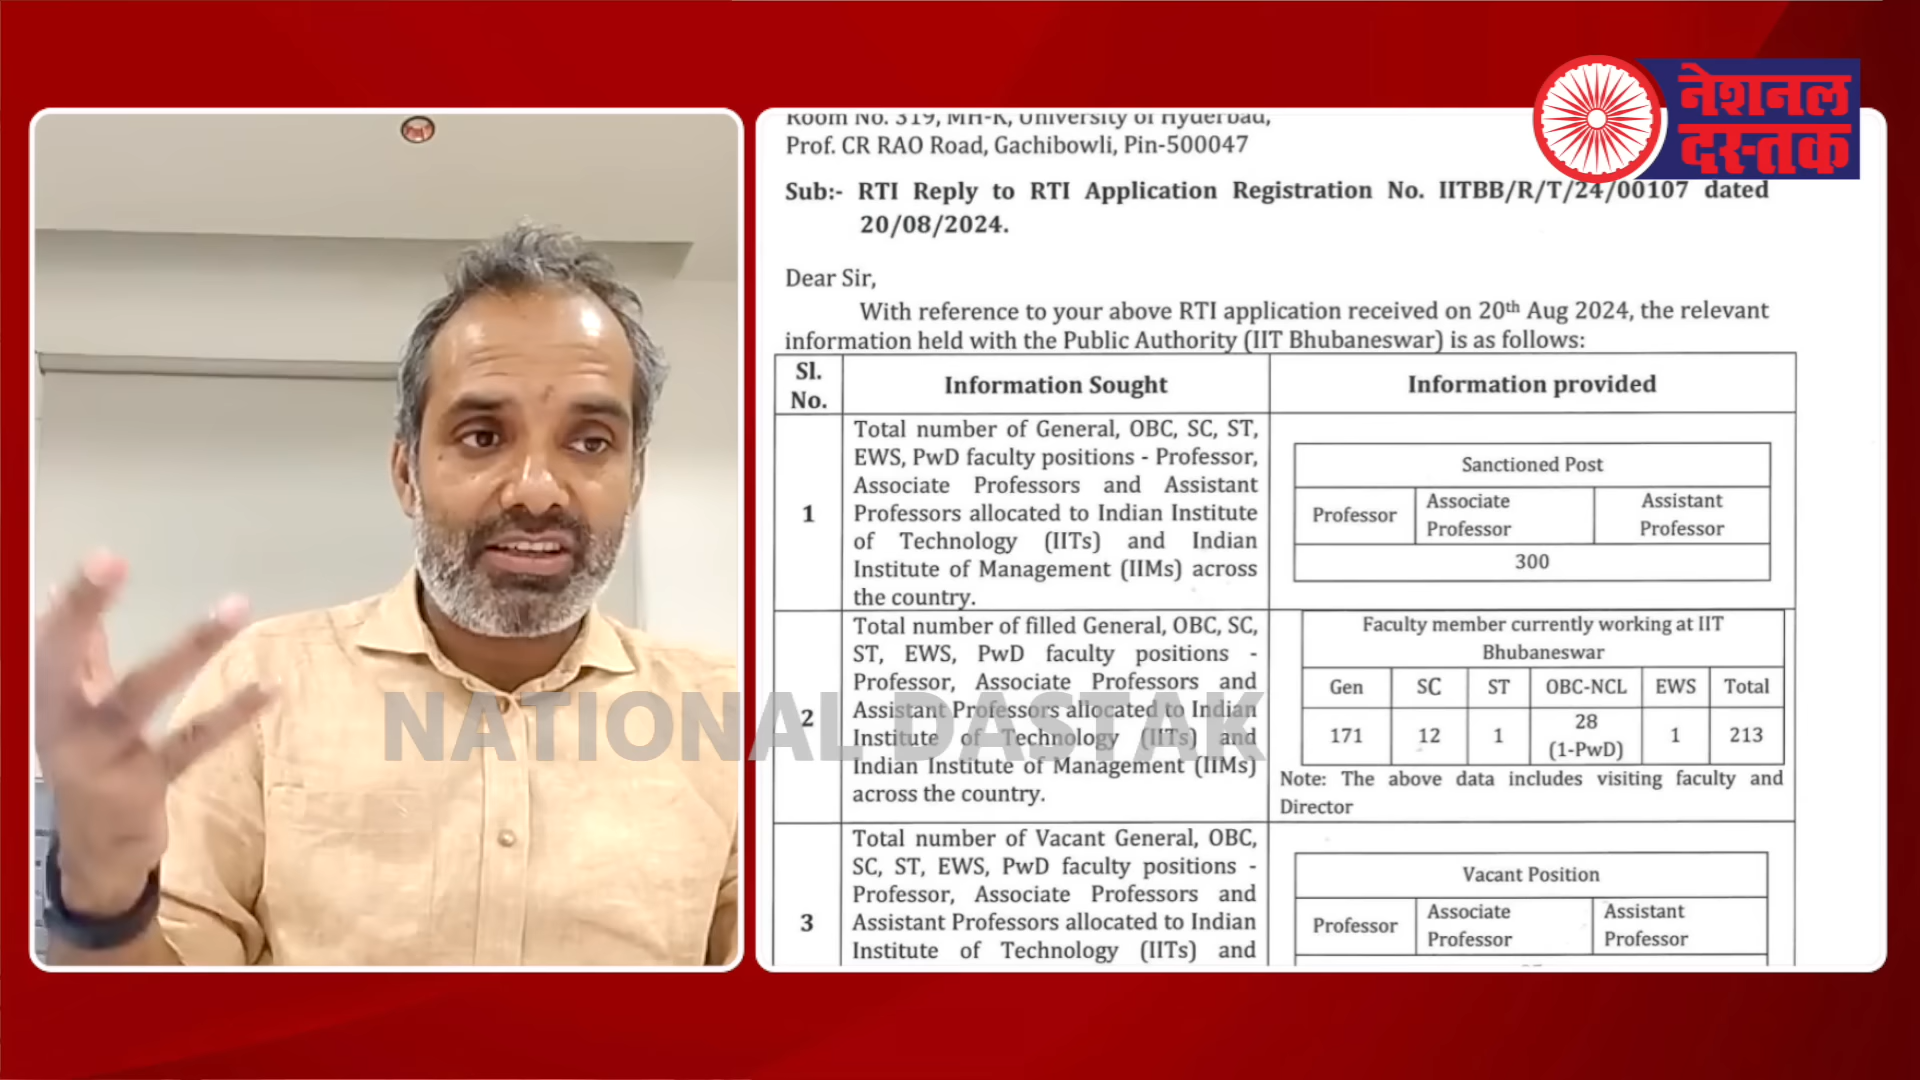 नेशनल
दस्तक
Room No. 319, MH-K, University of Hyderbad,
Prof. CR RAO Road, Gachibowli, Pin-500047
Sub:- RTI Reply to RTI Application Registration No. IITBB/R/T/24/00107 dated
20/08/2024.
Dear Sir,
With reference to your above RTI application received on 20th Aug 2024, the relevant
information held with the Public Authority (IIT Bhubaneswar) is as follows:
Sl.
No.
Information Sought
Information provided
1
Total number of General, OBC, SC, ST,
EWS, PwD faculty positions - Professor,
Associate Professors and Assistant
Professors allocated to Indian Institute
of Technology (IITs) and Indian
Institute of Management (IIMs) across
the country.
Sanctioned Post
Professor
Associate
Professor
Assistant
Professor
300
2
Total number of filled General, OBC, SC,
ST, EWS, PwD faculty positions -
Professor, Associate Professors and
Assistant Professors allocated to Indian
Institute of Technology (IITs) and
Indian Institute of Management (IIMs)
across the country.
Faculty member currently working at IIT
Bhubaneswar
Gen SC ST OBC-NCL EWS Total
171 12 1 28 (1-PwD) 1 213
Note: The above data includes visiting faculty and
Director
3
Total number of Vacant General, OBC,
SC, ST, EWS, PwD faculty positions -
Professor, Associate Professors and
Assistant Professors allocated to Indian
Institute of Technology (IITs) and
Vacant Position
Professor
Associate
Professor
Assistant
Professor
NATIONAL DASTAK